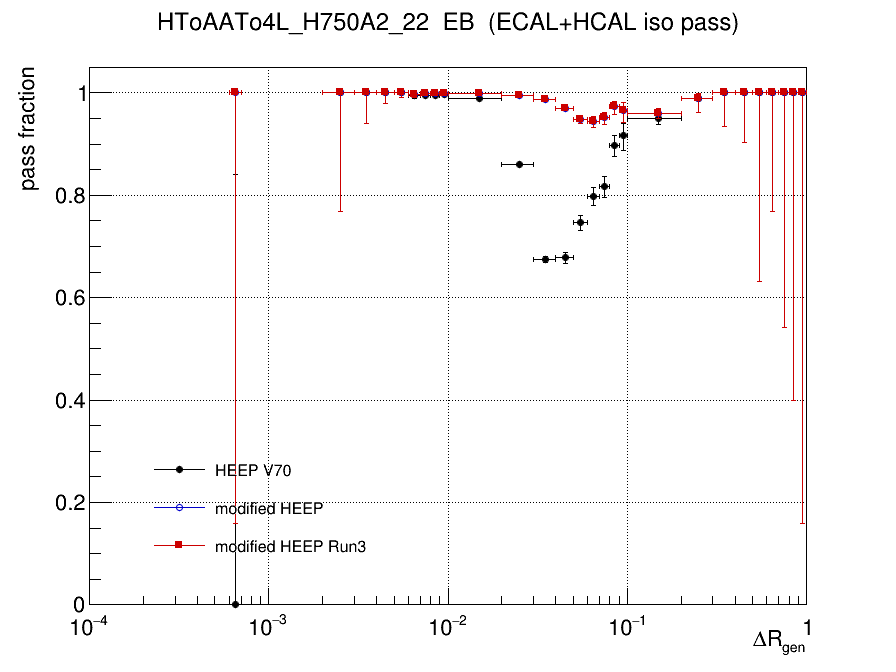 HToAATo4L_H750A2_22 EB (ECAL+HCAL iso pass)
pass fraction
1
0.8
0.6
0.4
0.2
0
HEEP V70
modified HEEP
modified HEEP Run3
10⁻⁴ 10⁻³ 10⁻² 10⁻¹ 1
ΔR_gen